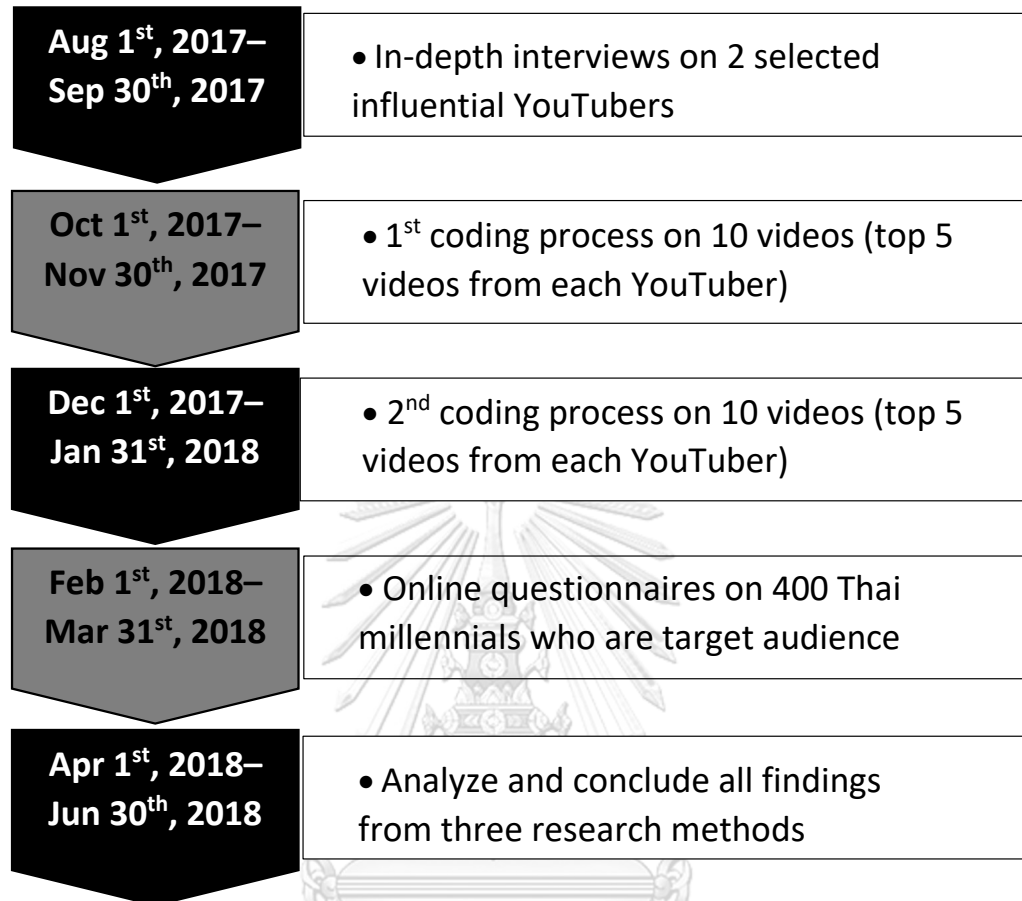 Aug 1st, 2017–
Sep 30th, 2017
• In-depth interviews on 2 selected
influential YouTubers
Oct 1st, 2017–
Nov 30th, 2017
• 1st coding process on 10 videos (top 5
videos from each YouTuber)
Dec 1st, 2017–
Jan 31st, 2018
• 2nd coding process on 10 videos (top 5
videos from each YouTuber)
Feb 1st, 2018–
Mar 31st, 2018
• Online questionnaires on 400 Thai
millennials who are target audience
Apr 1st, 2018–
Jun 30th, 2018
• Analyze and conclude all findings
from three research methods